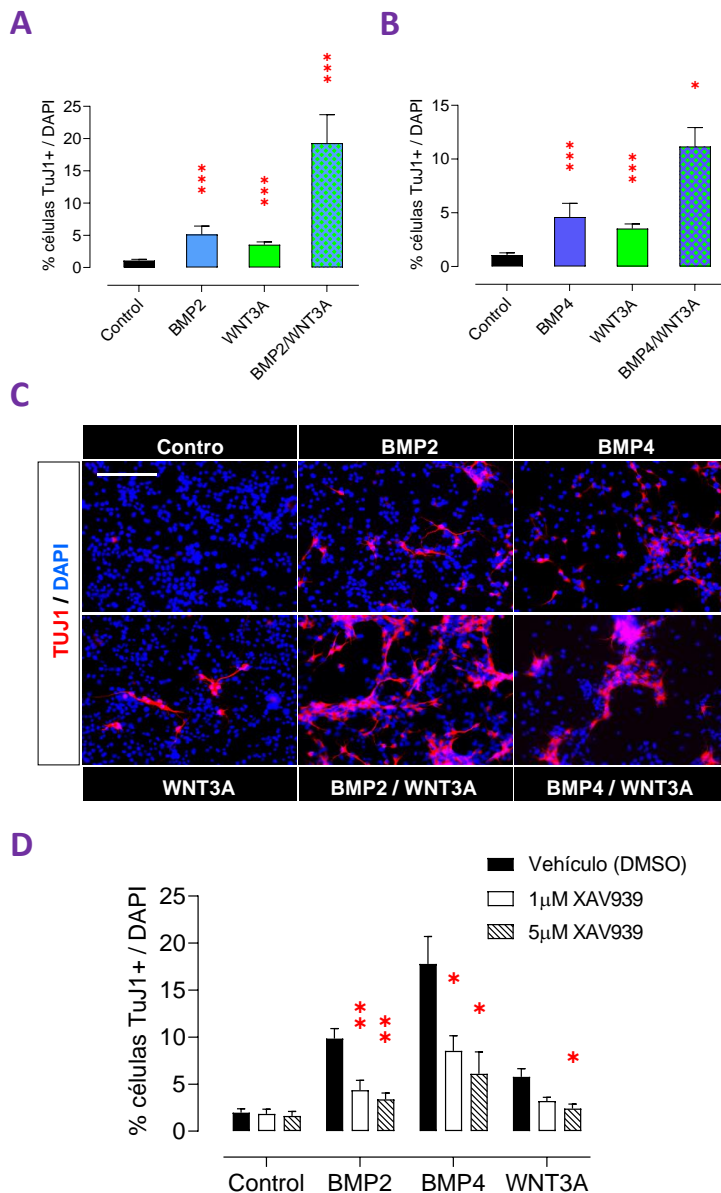 A
% células TuJ1+ / DAPI
25
20
15
10
5
0
***
***
***
Control
BMP2
WNT3A
BMP2/WNT3A
B
% células TuJ1+ / DAPI
15
10
5
0
***
***
*
Control
BMP4
WNT3A
BMP4/WNT3A
C
TUJ1 / DAPI
Contro
BMP2
BMP4
WNT3A
BMP2 / WNT3A
BMP4 / WNT3A
D
Vehículo (DMSO)
1μM XAV939
5μM XAV939
% células TuJ1+ / DAPI
25
20
15
10
5
0
**
**
*
*
*
Control
BMP2
BMP4
WNT3A